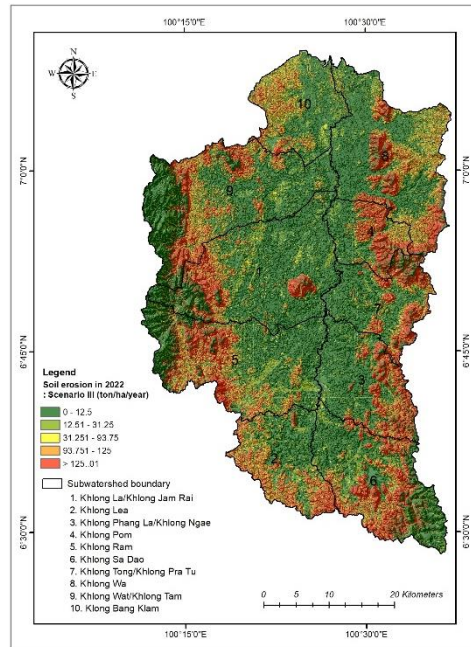 100°15'0"E 100°30'0"E
N
W E
S
7°0'0"N 7°0'0"N
6°45'0"N 6°45'0"N
6°30'0"N 6°30'0"N
10
8
9
4
1
7
5
3
2
6
Legend
Soil erosion in 2022
: Scenario III (ton/ha/year)
0 - 12.5
12.51 - 31.25
31.251 - 93.75
93.751 - 125
> 125..01
Subwatershed boundary
1. Khlong La/Khlong Jam Rai
2. Khlong Lea
3. Khlong Phang La/Khlong Ngae
4. Khlong Pom
5. Khlong Ram
6. Khlong Sa Dao
7. Khlong Tong/Khlong Pra Tu
8. Khlong Wa
9. Khlong Wat/Khlong Tam
10. Klong Bang Klam
0 5 10 20 Kilometers
100°15'0"E 100°30'0"E